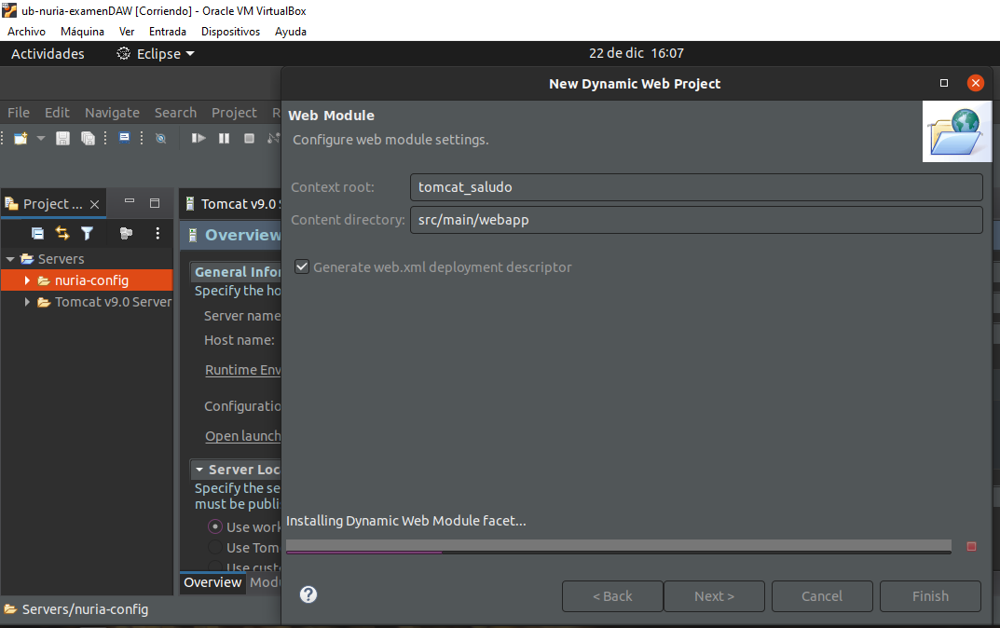 ub-nuria-examenDAW [Corriendo] - Oracle VM VirtualBox
Archivo Máquina Ver Entrada Dispositivos Ayuda
Actividades Eclipse 22 de dic 16:07
New Dynamic Web Project
File Edit Navigate Search Project R
Web Module
Configure web module settings.
Context root: tomcat_saludo
Content directory: src/main/webapp
Generate web.xml deployment descriptor
Installing Dynamic Web Module facet...
< Back Next > Cancel Finish
Project ...
Servers
nuria-config
Tomcat v9.0 Server
Tomcat v9.0 S
Overview
General Infor
Specify the ho
Server name
Host name:
Runtime Env
Configuratio
Open launch
Server Loc
Specify the se
must be publi
Use work
Use Tom
Use cust
Overview Modu
Servers/nuria-config